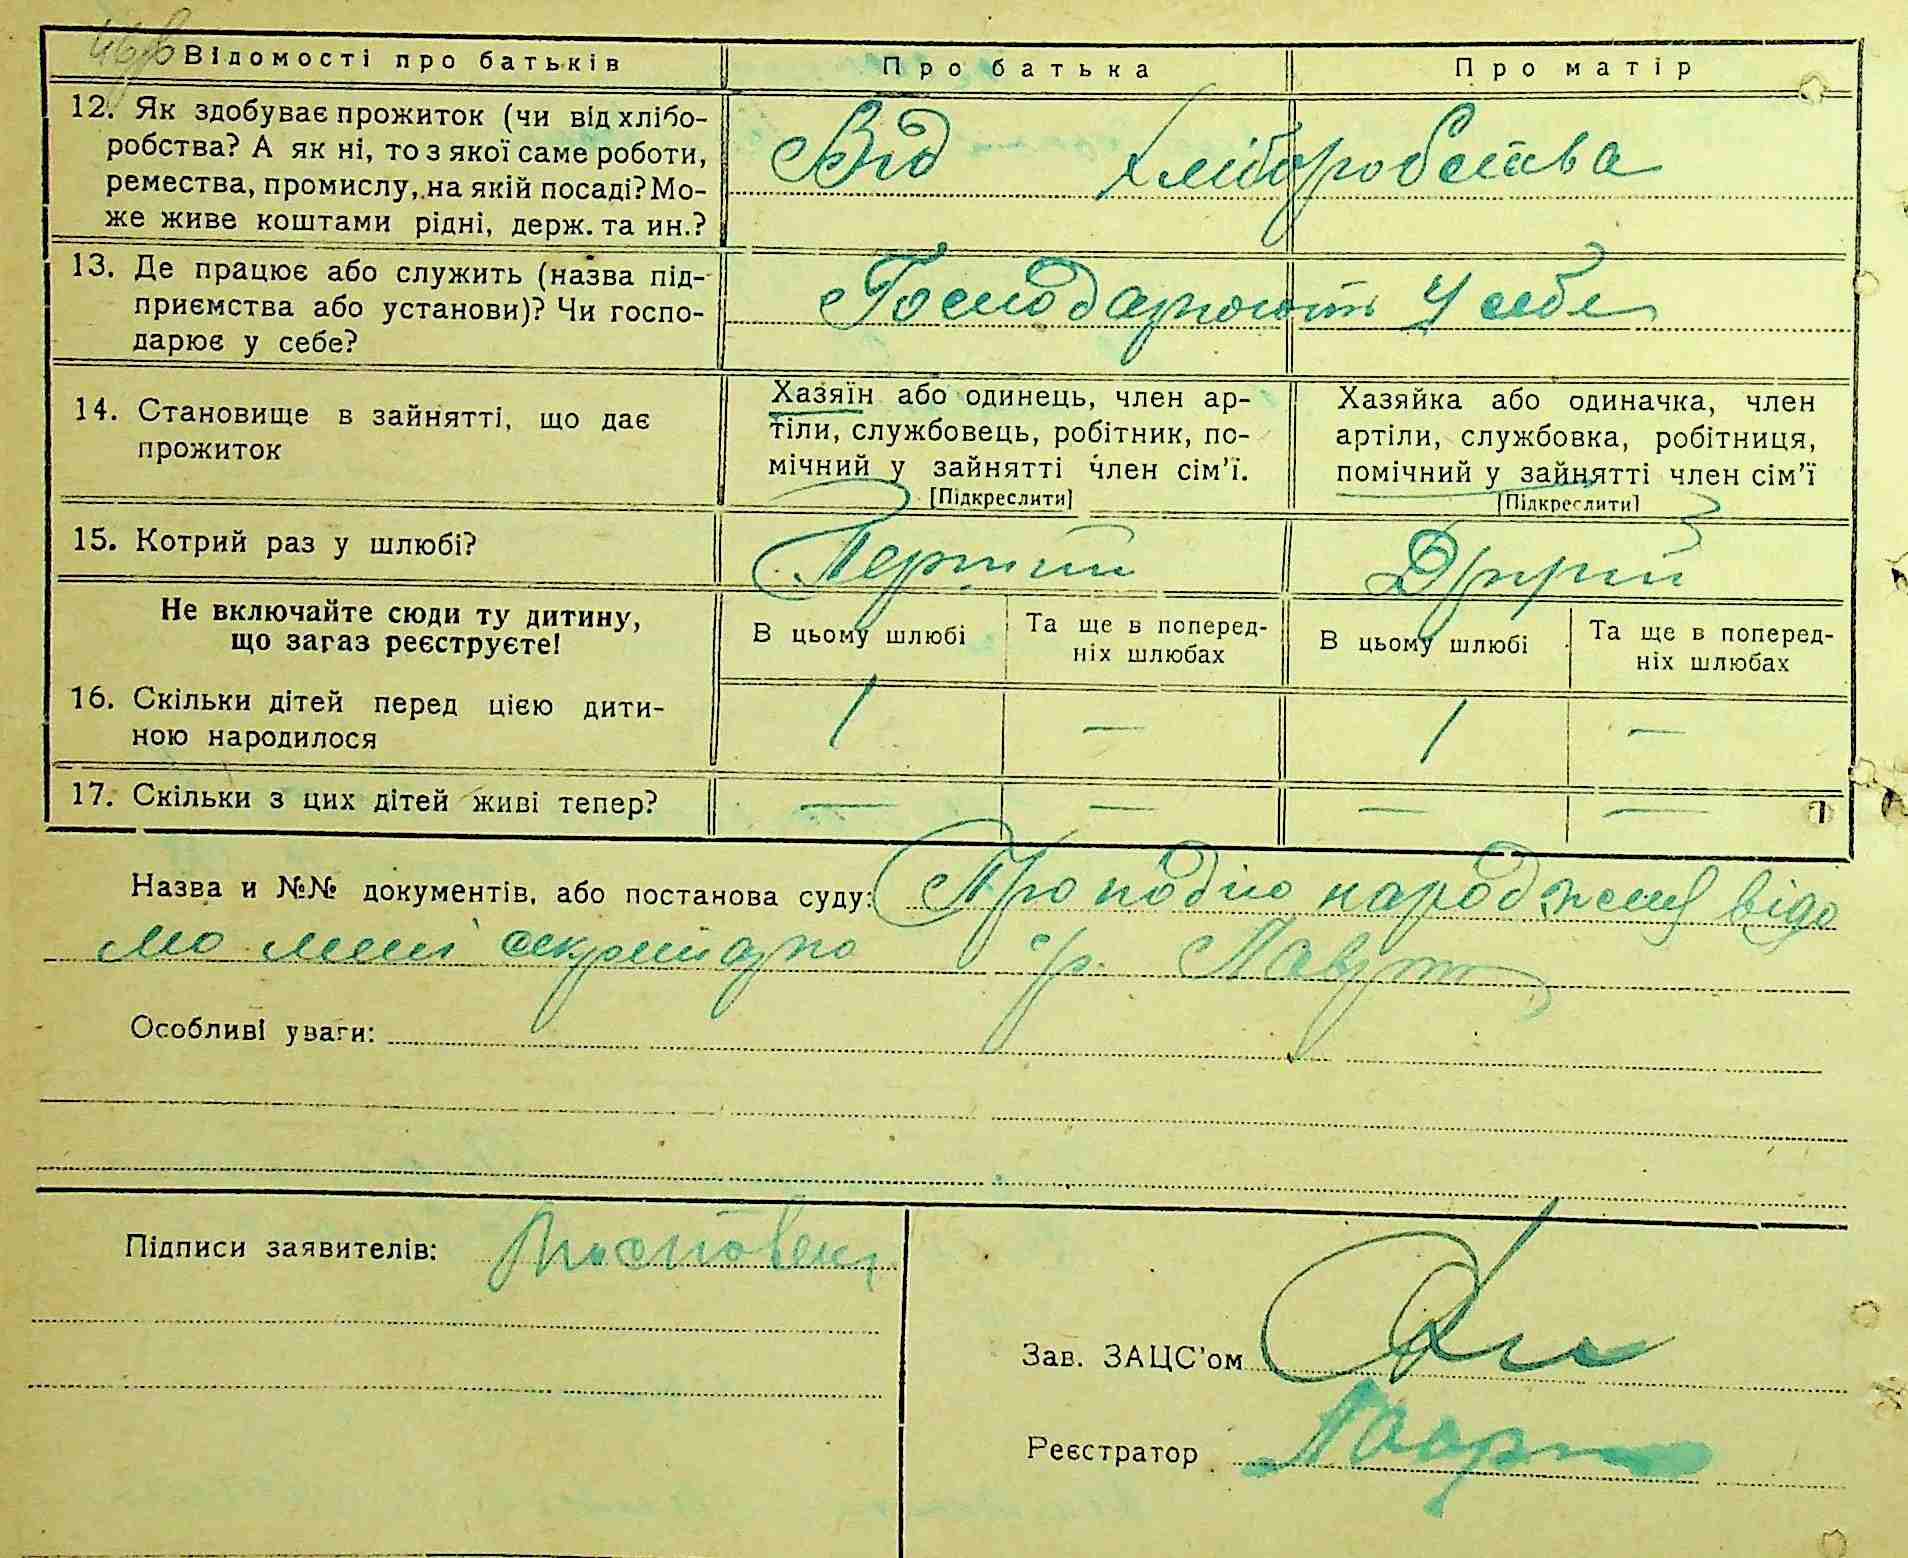 Відомості про батьків
Про батька
Про матір
12. Як здобуває прожиток (чи від хлібо-
робства? А як ні, то з якої саме роботи,
ремества, промислу, на якій посаді? Мо-
же живе коштами рідні, держ. та ин.?
Від хліборобства
13. Де працює або служить (назва під-
приємства або установи)? Чи госпо-
дарює у себе?
Господарюють у себе
14. Становище в зайнятті, що дає
прожиток
Хазяїн або одинець, член ар-
тіли, службовець, робітник, по-
мічний у зайнятті член сім'ї.
[Підкреслити]
Хазяйка або одиначка, член
артіли, службовка, робітниця,
помічний у зайнятті член сім'ї
[Підкреслити]
15. Котрий раз у шлюбі?
Перший
Другий
Не включайте сюди ту дитину,
що загаз реєструєте!
В цьому шлюбі
Та ще в поперед-
ніх шлюбах
В цьому шлюбі
Та ще в поперед-
ніх шлюбах
16. Скільки дітей перед цією дити-
ною народилося
1 — 1 —
17. Скільки з цих дітей живі тепер?
— — — —
Назва и №№ документів, або постанова суду: Про подію народження відо
мо мені секретарю
Особливі уваги:
Підписи заявителів:
Зав. ЗАЦС'ом
Реєстратор